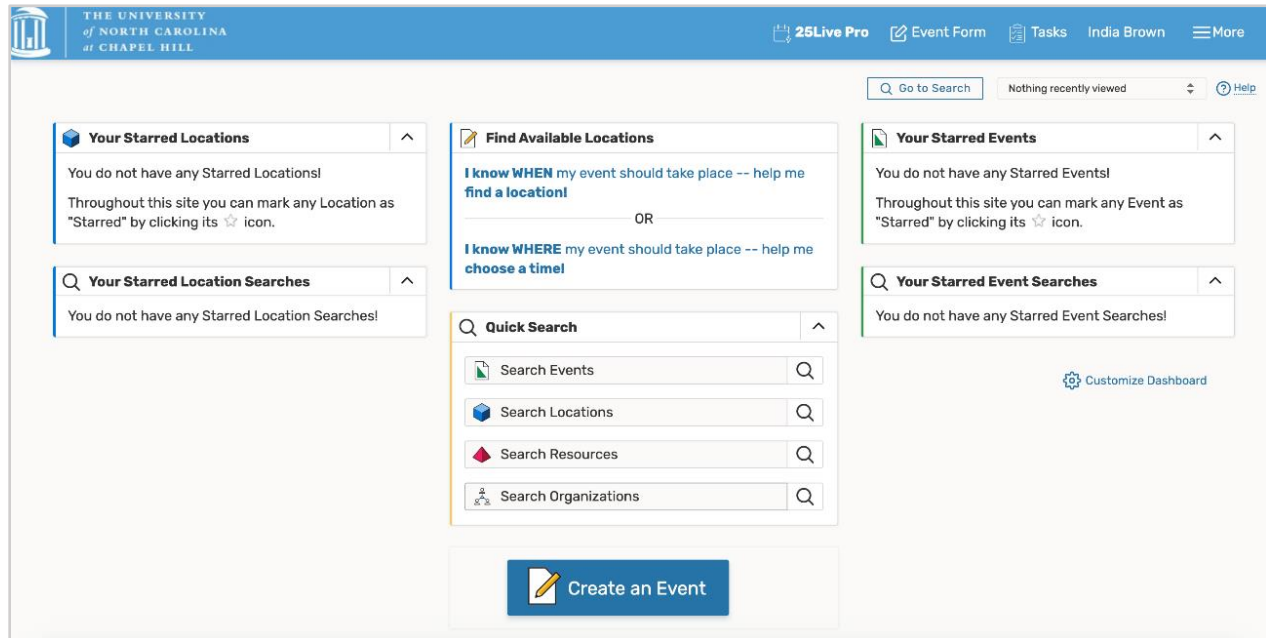 THE UNIVERSITY
of NORTH CAROLINA
at CHAPEL HILL
25Live Pro
Event Form
Tasks
India Brown
More
Go to Search
Nothing recently viewed
Help
Your Starred Locations
You do not have any Starred Locations!
Throughout this site you can mark any Location as
"Starred" by clicking its ☆ icon.
Your Starred Location Searches
You do not have any Starred Location Searches!
Find Available Locations
I know WHEN my event should take place -- help me
find a location!
OR
I know WHERE my event should take place -- help me
choose a time!
Quick Search
Search Events
Search Locations
Search Resources
Search Organizations
Create an Event
Your Starred Events
You do not have any Starred Events!
Throughout this site you can mark any Event as
"Starred" by clicking its ☆ icon.
Your Starred Event Searches
You do not have any Starred Event Searches!
Customize Dashboard